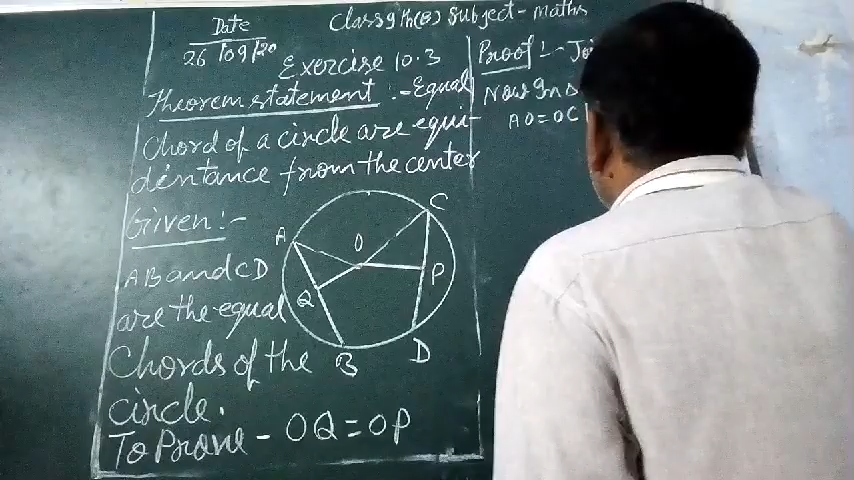 Class 9th(B) Subject - Maths
Date
26/09/20
Exercise 10.3
Theorem statement :- Equal
Chord of a circle are equi-
dentance from the center
Given:-
AB and CD
are the equal
Chords of the
circle.
To Prove - OQ = OP
A
O
C
Q
P
B
D
Proof :- Joi
Now In
AO = OC